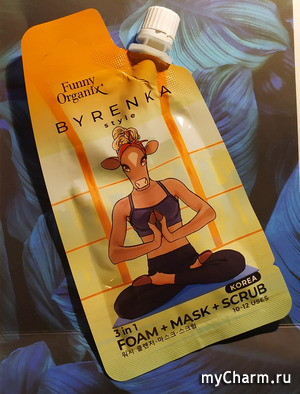 Funny
Organix
BYRENKA
style
3 in 1
FOAM + MASK + SCRUB
KOREA
10-12 USES
myCharm.ru